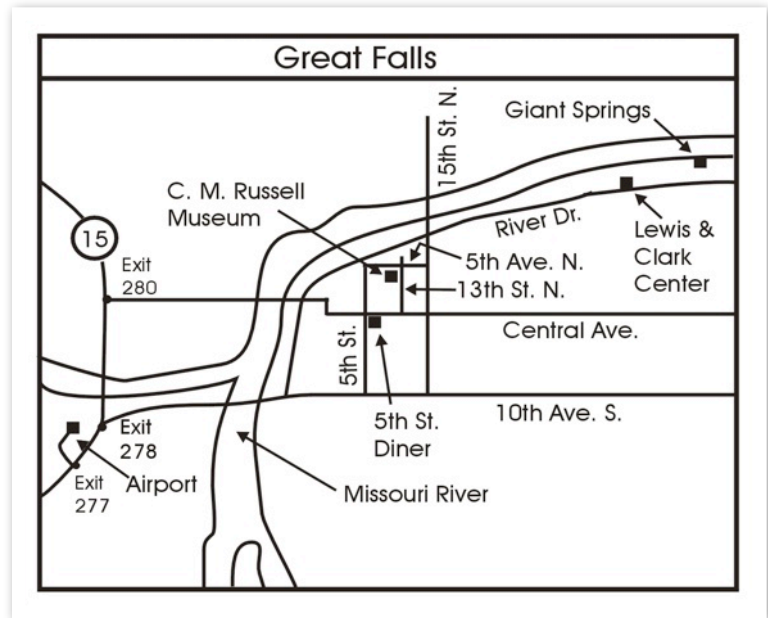 Great Falls
15th St. N.
Giant Springs
C. M. Russell
Museum
15
Exit
280
River Dr.
Lewis &
Clark
Center
5th Ave. N.
13th St. N.
Central Ave.
5th St.
10th Ave. S.
5th St.
Diner
Exit
278
Airport
Exit
277
Missouri River